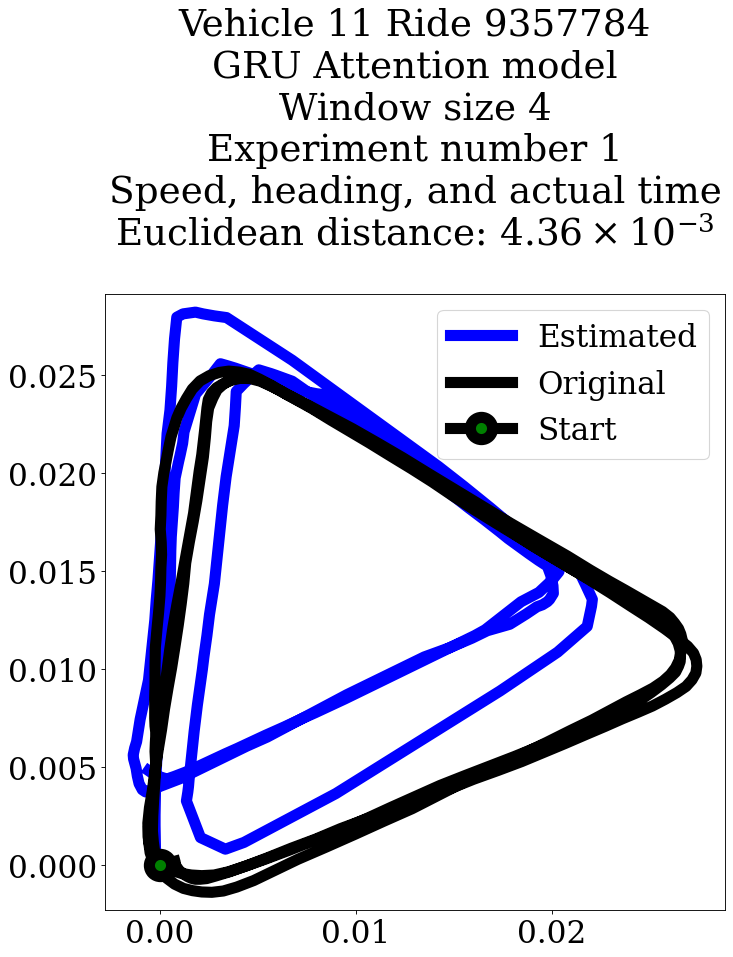 Vehicle 11 Ride 9357784
GRU Attention model
Window size 4
Experiment number 1
Speed, heading, and actual time
Euclidean distance: 4.36 × 10⁻³
Estimated
Original
Start
0.025
0.020
0.015
0.010
0.005
0.000
0.00 0.01 0.02